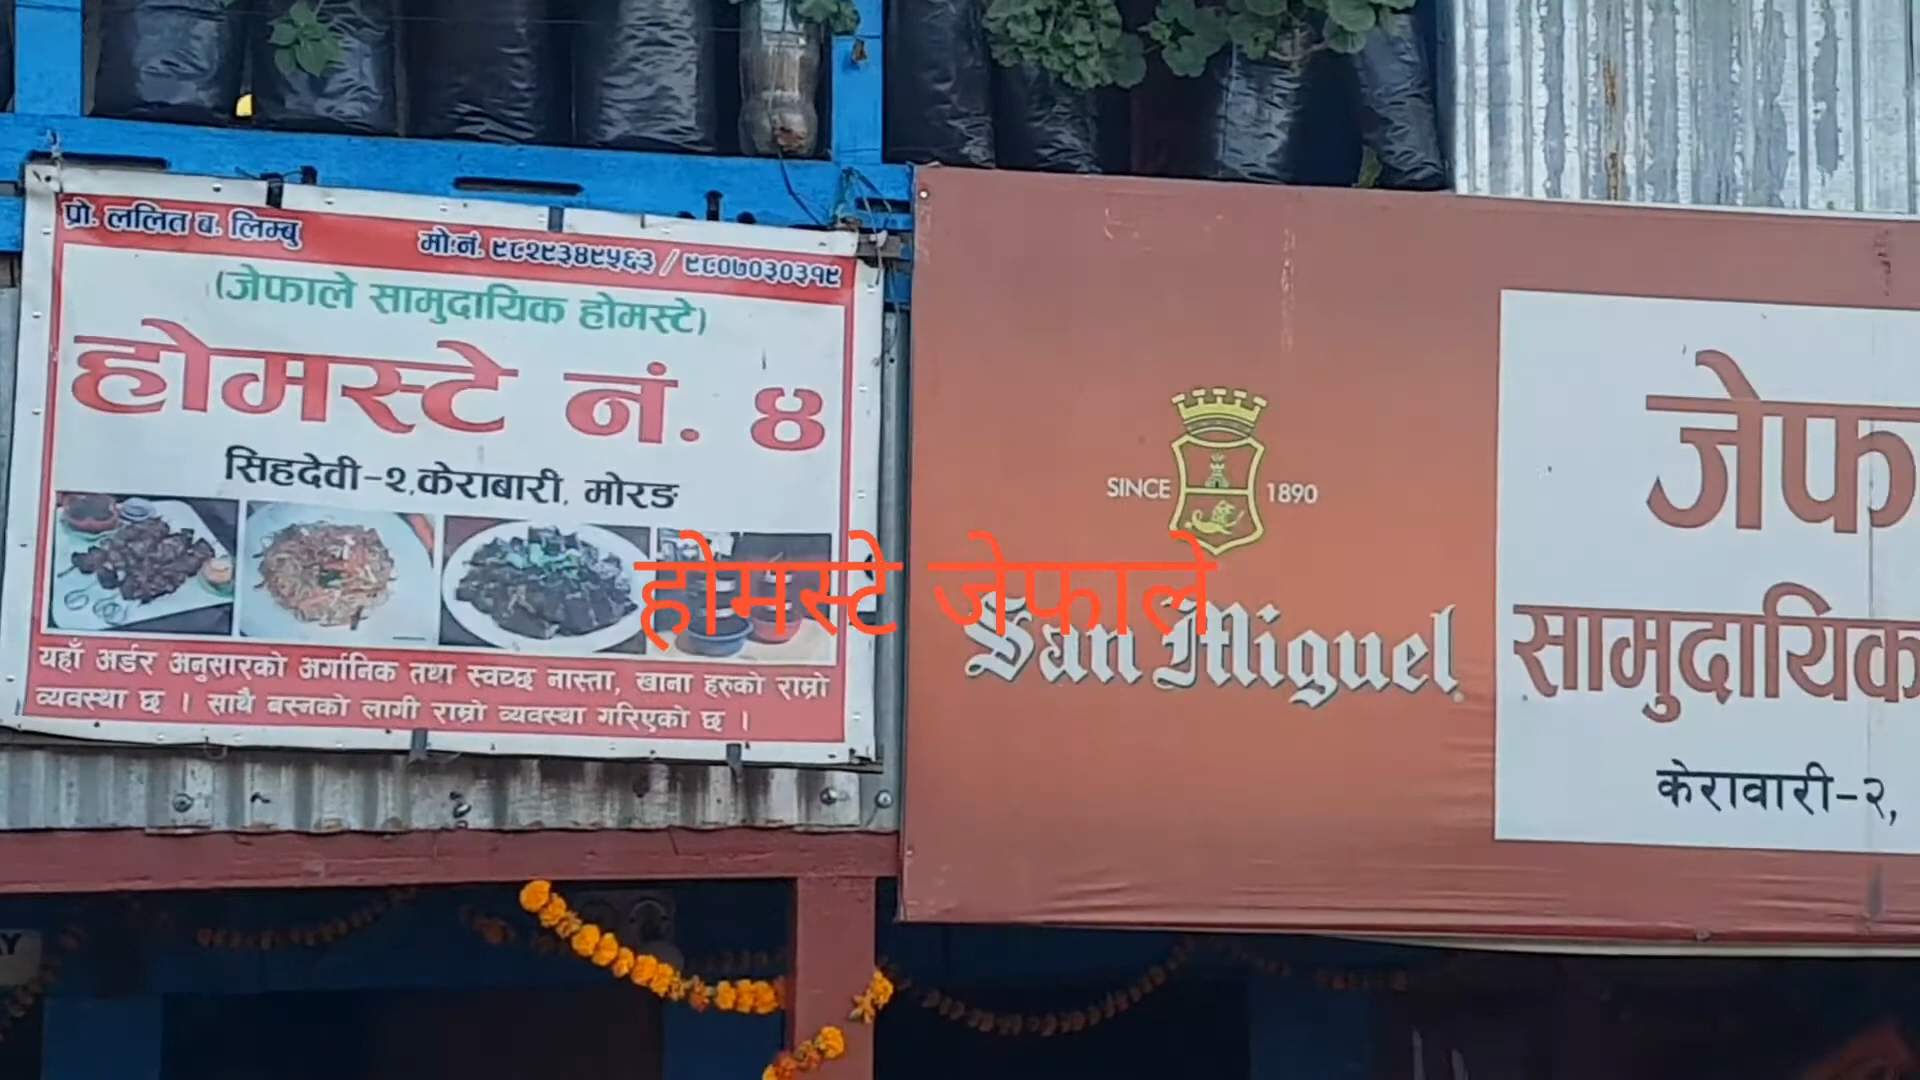 प्रो. ललित ब. लिम्बु
मो.नं. ९८२९३४९५६३ / ९८०७०३०३१९
(जेफाले सामुदायिक होमस्टे)
होमस्टे नं. ४
सिहदेवी-२,केराबारी, मोरङ
यहाँ अर्डर अनुसारको अर्गानिक तथा स्वच्छ नास्ता, खाना हरुको राम्रो
व्यवस्था छ । साथै बस्नको लागी राम्रो व्यवस्था गरिएको छ ।
होमस्टे जेफाले
SINCE 1890
San Miguel
जेफ
सामुदायिक
केरावारी-२,